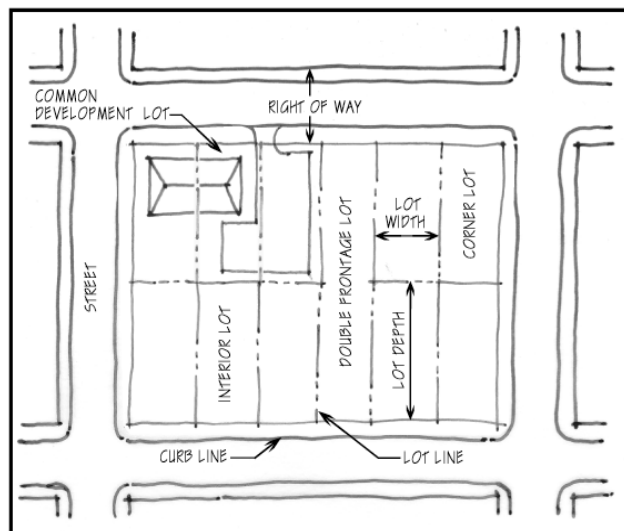 COMMON
DEVELOPMENT LOT
RIGHT OF WAY
LOT
WIDTH
CORNER LOT
DOUBLE FRONTAGE LOT
STREET
INTERIOR LOT
LOT DEPTH
CURB LINE
LOT LINE